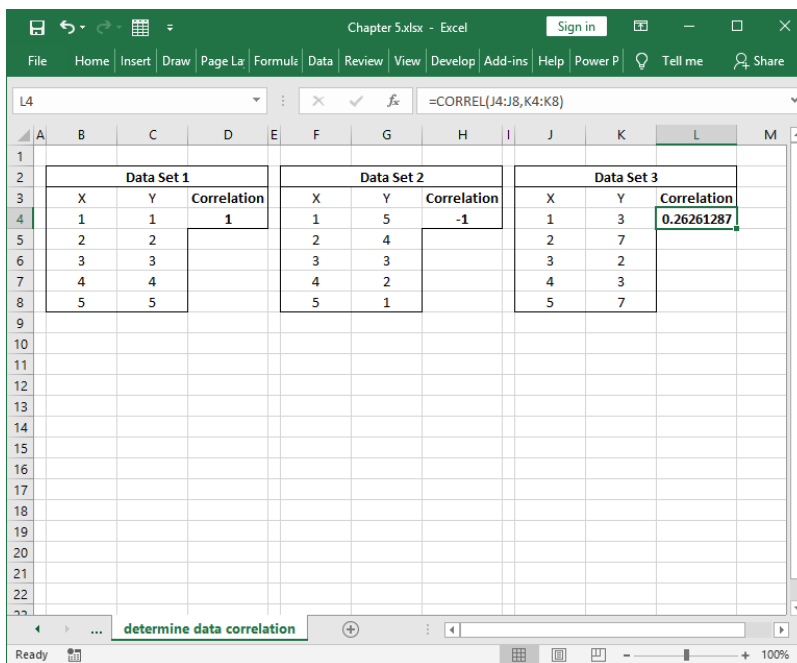 Chapter 5.xlsx - Excel Sign in
File Home Insert Draw Page La Formula Data Review View Develop Add-ins Help Power P Tell me Share
L4 fx =CORREL(J4:J8,K4:K8)
A B C D E F G H I J K L M
1
2 Data Set 1 Data Set 2 Data Set 3
3 X Y Correlation X Y Correlation X Y Correlation
4 1 1 1 1 5 -1 1 3 0.26261287
5 2 2 2 4 2 7
6 3 3 3 3 3 2
7 4 4 4 2 4 3
8 5 5 5 1 5 7
9
10
11
12
13
14
15
16
17
18
19
20
21
22
23
... determine data correlation
Ready 100%